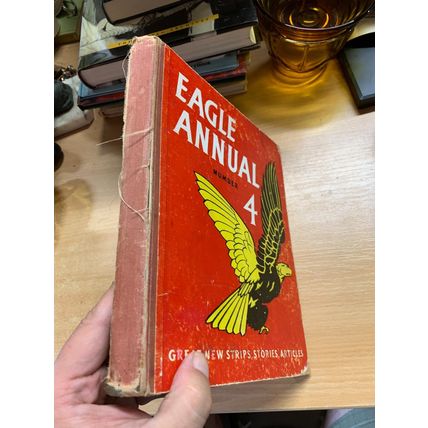 EAGLE
ANNUAL
NUMBER
4
GREAT NEW STRIPS, STORIES, ARTICLES